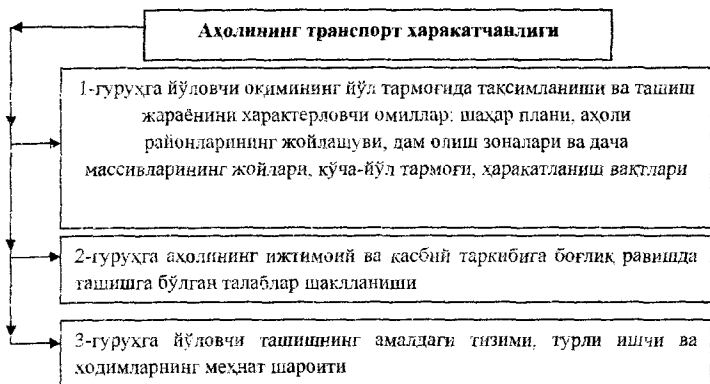 Аҳолининг транспорт харакатчанлиги
1-гуруҳга йўловчи оқимининг йўл тармоғида тақсимланиши ва ташиш
жараёнини характерловчи омиллар: шаҳар плани, аҳоли
районларининг жойлашуви, дам олиш зоналари ва дача
массивларининг жойлари, кўча-йўл тармоғи, ҳаракатланиш вақтлари
2-гуруҳга аҳолининг ижтимоий ва касбий таркибига боғлиқ равишда
ташишга бўлган талаблар шаклланиши
3-гуруҳга йўловчи ташишнинг амалдаги тизими, турли ишчи ва
ходимларнинг меҳнат шароити